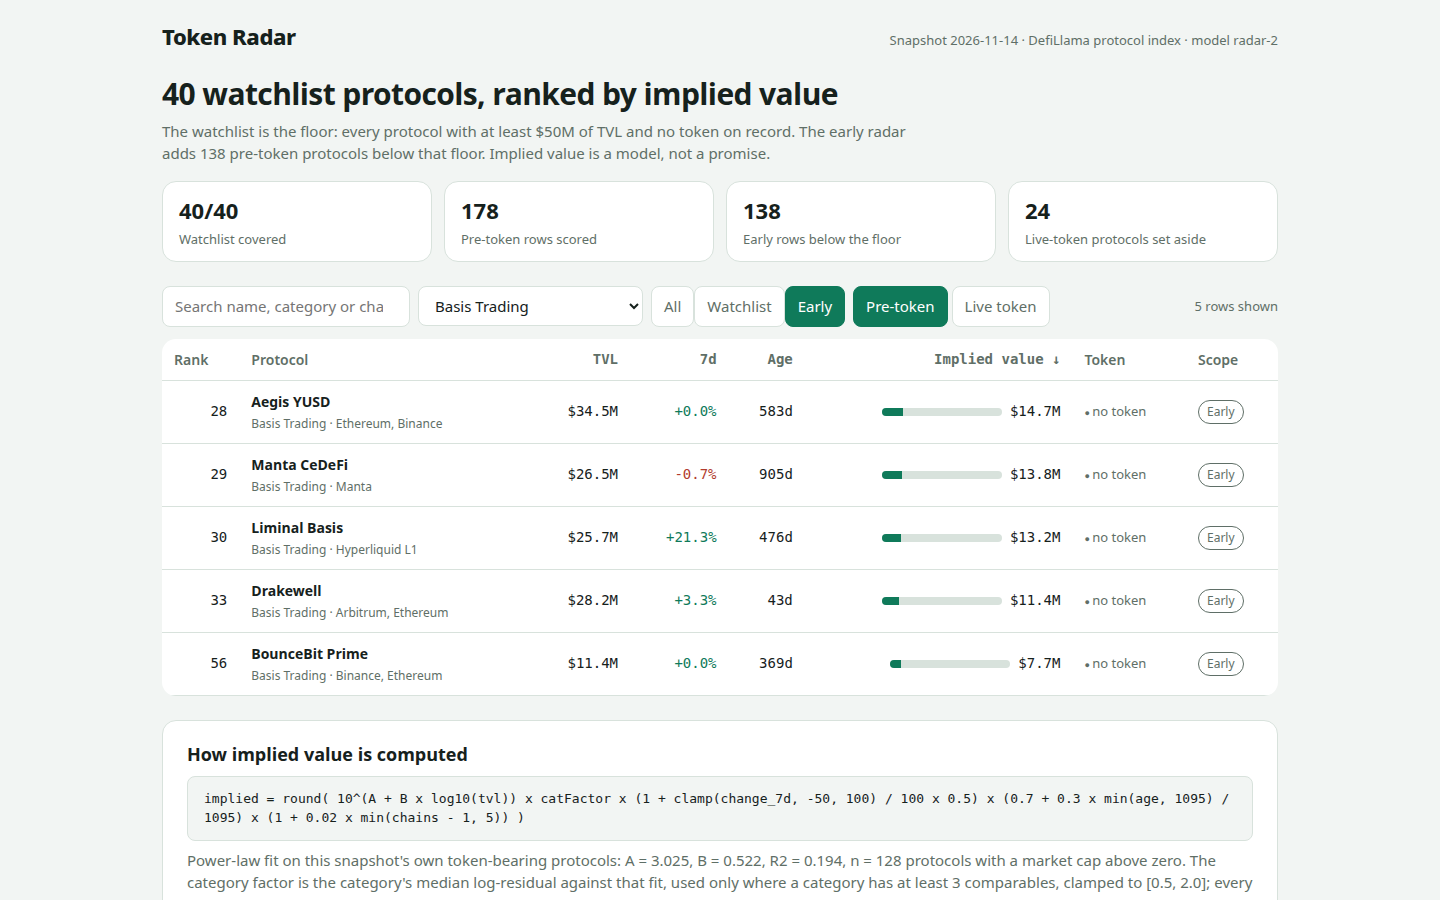 Token Radar
Snapshot 2026-11-14 · DefiLlama protocol index · model radar-2
40 watchlist protocols, ranked by implied value
The watchlist is the floor: every protocol with at least $50M of TVL and no token on record. The early radar
adds 138 pre-token protocols below that floor. Implied value is a model, not a promise.
40/40
Watchlist covered
178
Pre-token rows scored
138
Early rows below the floor
24
Live-token protocols set aside
Search name, category or cha
Basis Trading
All
Watchlist
Early
Pre-token
Live token
5 rows shown
Rank Protocol TVL 7d Age Implied value ↓ Token Scope
28 Aegis YUSD $34.5M +0.0% 583d $14.7M • no token Early
Basis Trading · Ethereum, Binance
29 Manta CeDeFi $26.5M -0.7% 905d $13.8M • no token Early
Basis Trading · Manta
30 Liminal Basis $25.7M +21.3% 476d $13.2M • no token Early
Basis Trading · Hyperliquid L1
33 Drakewell $28.2M +3.3% 43d $11.4M • no token Early
Basis Trading · Arbitrum, Ethereum
56 BounceBit Prime $11.4M +0.0% 369d $7.7M • no token Early
Basis Trading · Binance, Ethereum
How implied value is computed
implied = round( 10^(A + B x log10(tvl)) x catFactor x (1 + clamp(change_7d, -50, 100) / 100 x 0.5) x (0.7 + 0.3 x min(age, 1095) /
1095) x (1 + 0.02 x min(chains - 1, 5)) )
Power-law fit on this snapshot's own token-bearing protocols: A = 3.025, B = 0.522, R2 = 0.194, n = 128 protocols with a market cap above zero. The
category factor is the category's median log-residual against that fit, used only where a category has at least 3 comparables, clamped to [0.5, 2.0]; every